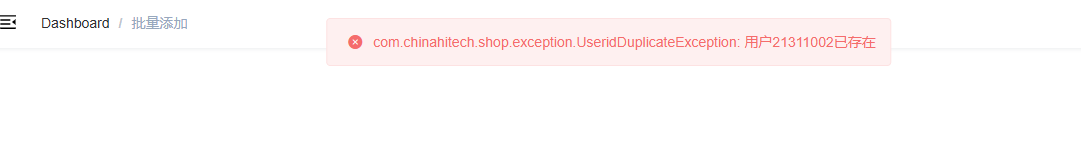 Dashboard / 批量添加
com.chinahitech.shop.exception.UseridDuplicateException: 用户21311002已存在